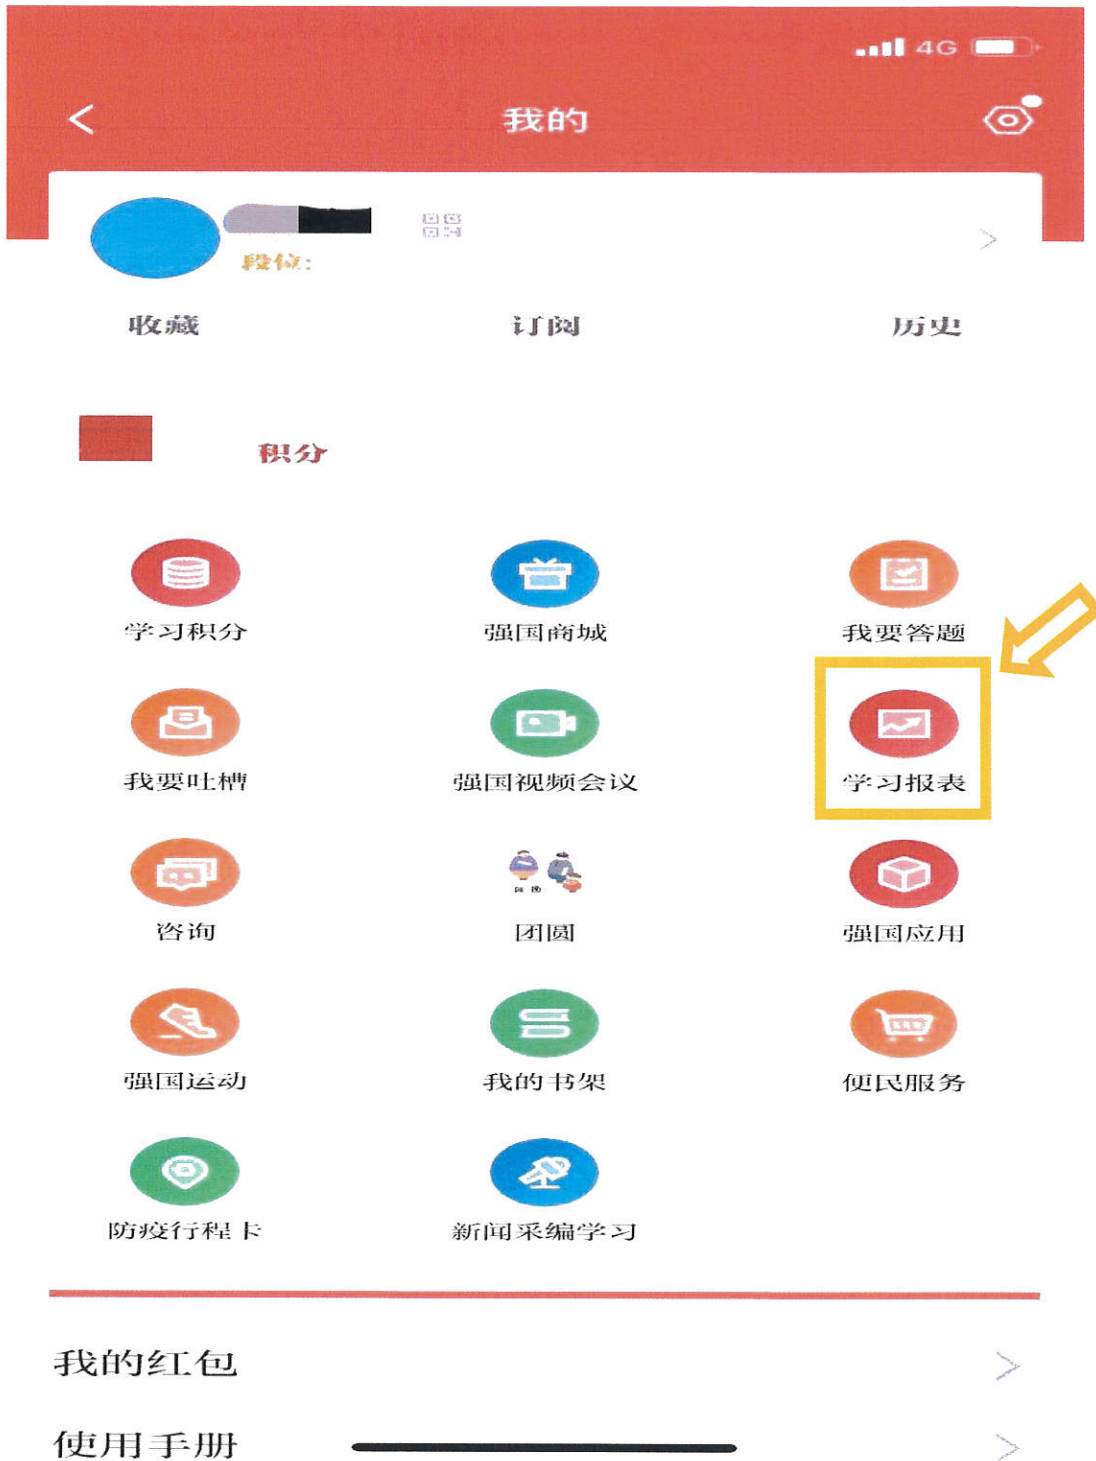 4G
我的
段位:
收藏 订阅 历史
积分
学习积分 强国商城 我要答题
我要吐槽 强国视频会议 学习报表
咨询 团圆 强国应用
强国运动 我的书架 便民服务
防疫行程卡 新闻采编学习
我的红包
使用手册